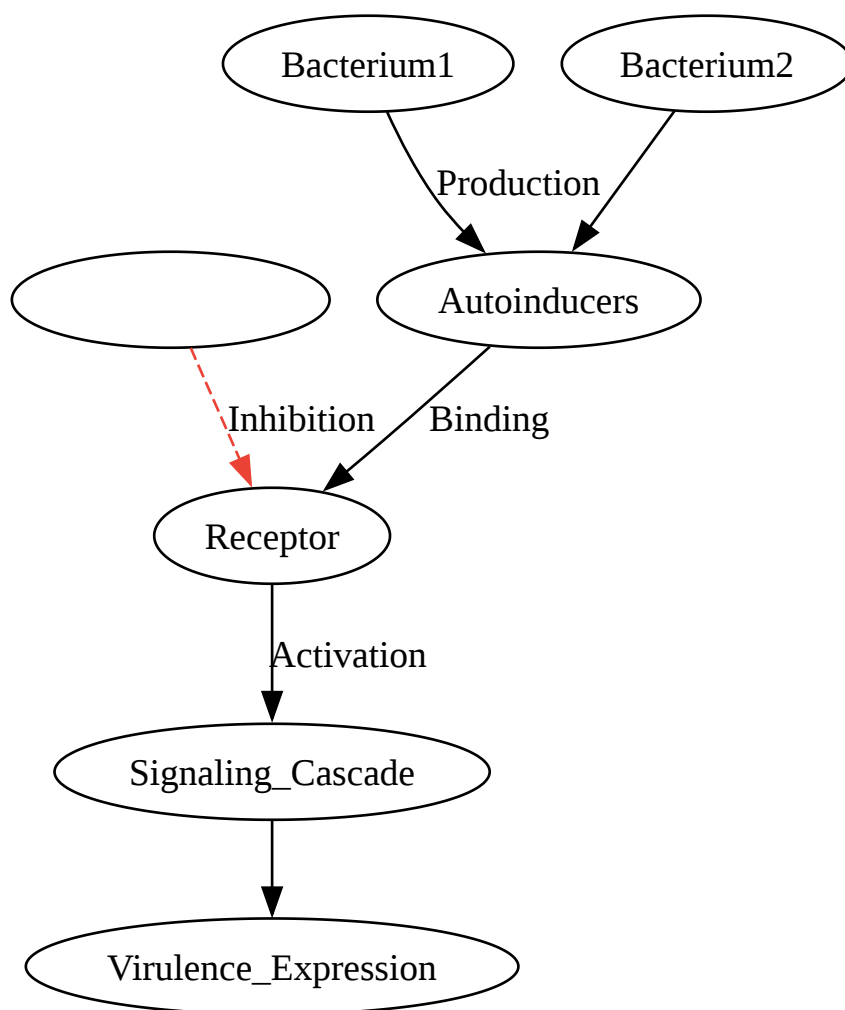 Bacterium1
Bacterium2
Production
Autoinducers
Inhibition
Binding
Receptor
Activation
Signaling_Cascade
Virulence_Expression